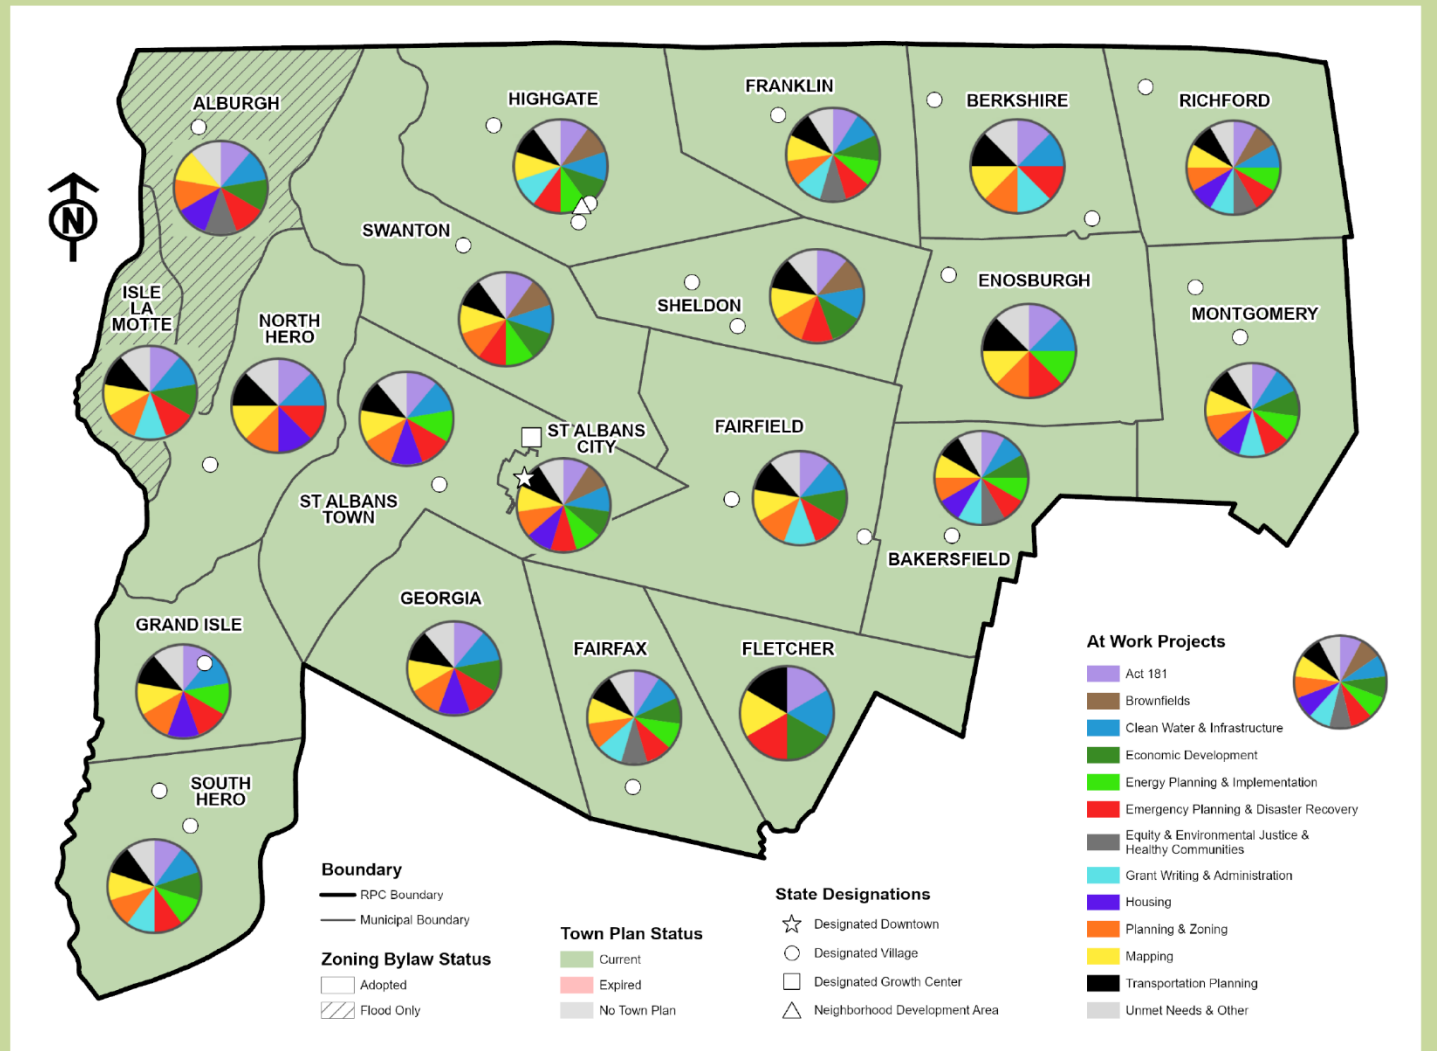 ALBURGH
HIGHGATE
FRANKLIN
BERKSHIRE
RICHFORD
N
SWANTON
ISLE
LA
MOTTE
NORTH
HERO
SHELDON
ENOSBURGH
MONTGOMERY
ST ALBANS
CITY
FAIRFIELD
ST ALBANS
TOWN
BAKERSFIELD
GEORGIA
GRAND ISLE
FAIRFAX
FLETCHER
SOUTH
HERO
Boundary
RPC Boundary
Municipal Boundary
Zoning Bylaw Status
Adopted
Flood Only
Town Plan Status
Current
Expired
No Town Plan
State Designations
Designated Downtown
Designated Village
Designated Growth Center
Neighborhood Development Area
At Work Projects
Act 181
Brownfields
Clean Water & Infrastructure
Economic Development
Energy Planning & Implementation
Emergency Planning & Disaster Recovery
Equity & Environmental Justice &
Healthy Communities
Grant Writing & Administration
Housing
Planning & Zoning
Mapping
Transportation Planning
Unmet Needs & Other